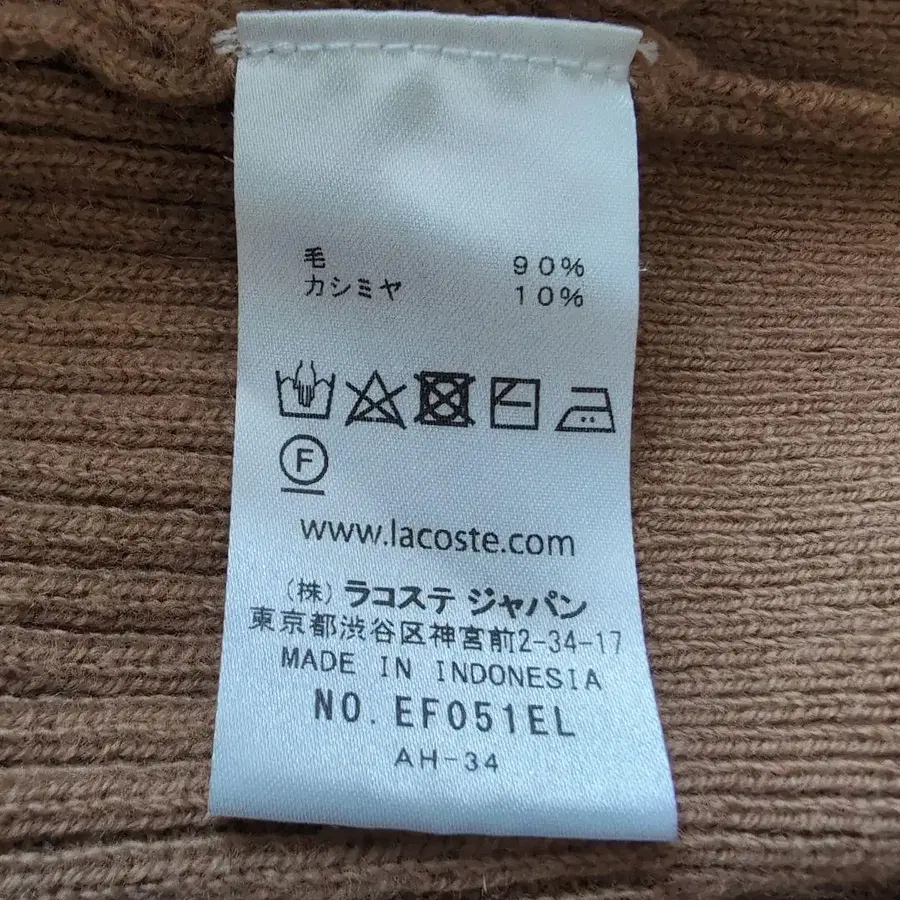 毛 90%
カシミヤ 10%
F
www.lacoste.com
(株) ラコステ ジャパン
東京都渋谷区神宮前2-34-17
MADE IN INDONESIA
NO. EF051EL
AH-34